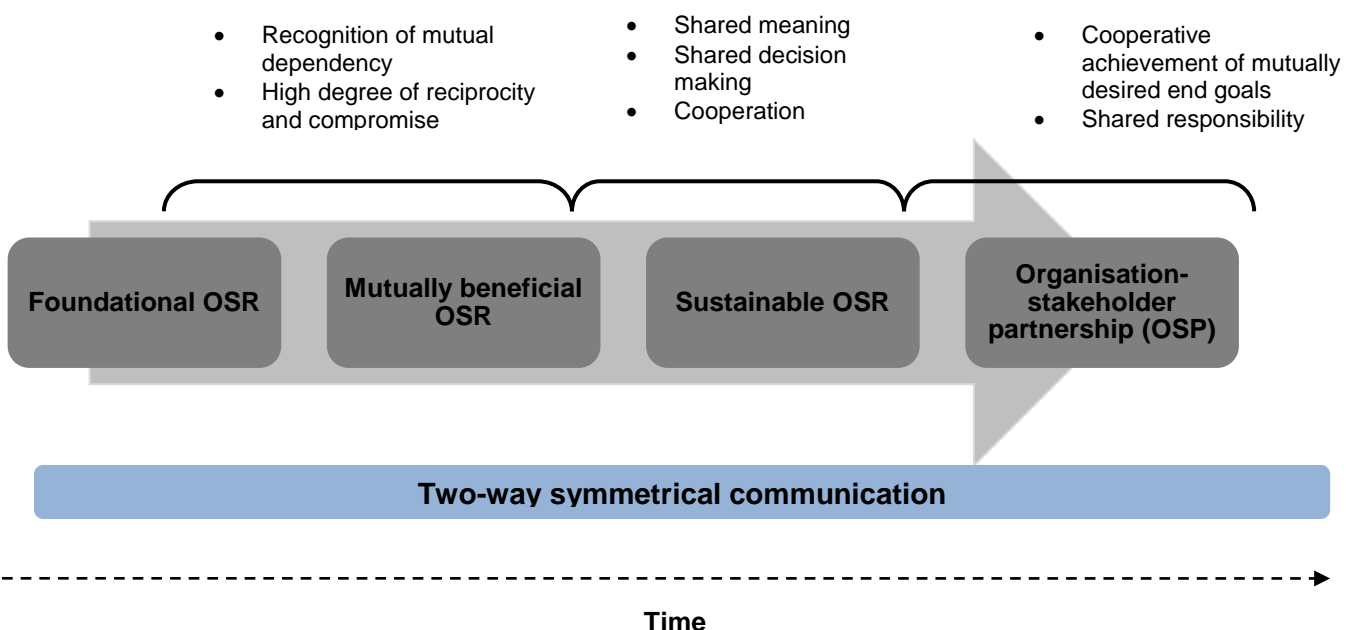 • Recognition of mutual
dependency
• High degree of reciprocity
and compromise
• Shared meaning
• Shared decision
making
• Cooperation
• Cooperative
achievement of mutually
desired end goals
• Shared responsibility
Foundational OSR
Mutually beneficial
OSR
Sustainable OSR
Organisation-
stakeholder
partnership (OSP)
Two-way symmetrical communication
Time